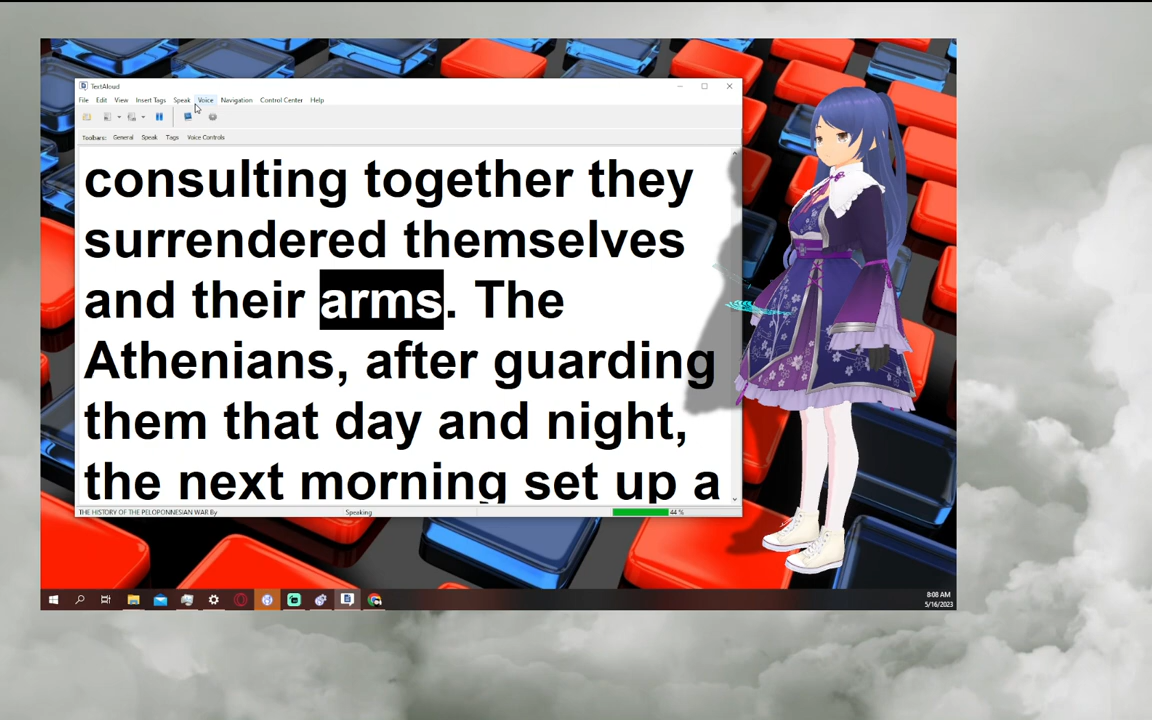 TextAloud
File Edit View Insert Tags Speak Voice Navigation Control Center Help
Toolbars: General Speak Tags Voice Controls
consulting together they
surrendered themselves
and their arms. The
Athenians, after guarding
them that day and night,
the next morning set up a
THE HISTORY OF THE PELOPONNESIAN WAR By Speaking 44 %
8:08 AM
5/16/2023